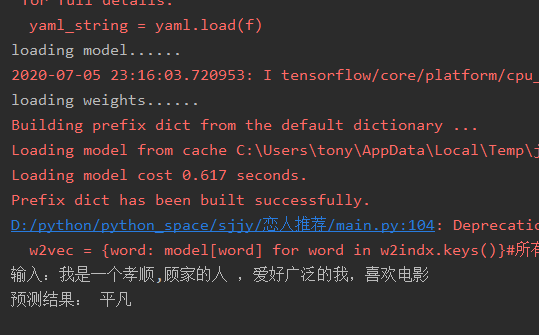 for full details.
yaml_string = yaml.load(f)
loading model......
2020-07-05 23:16:03.720953: I tensorflow/core/platform/cpu_
loading weights......
Building prefix dict from the default dictionary ...
Loading model from cache C:\Users\tony\AppData\Local\Temp\j
Loading model cost 0.617 seconds.
Prefix dict has been built successfully.
D:/python/python_space/sjjy/恋人推荐/main.py:104: Deprecatio
w2vec = {word: model[word] for word in w2indx.keys()}#所有
输入：我是一个孝顺,顾家的人 ，爱好广泛的我，喜欢电影
预测结果： 平凡